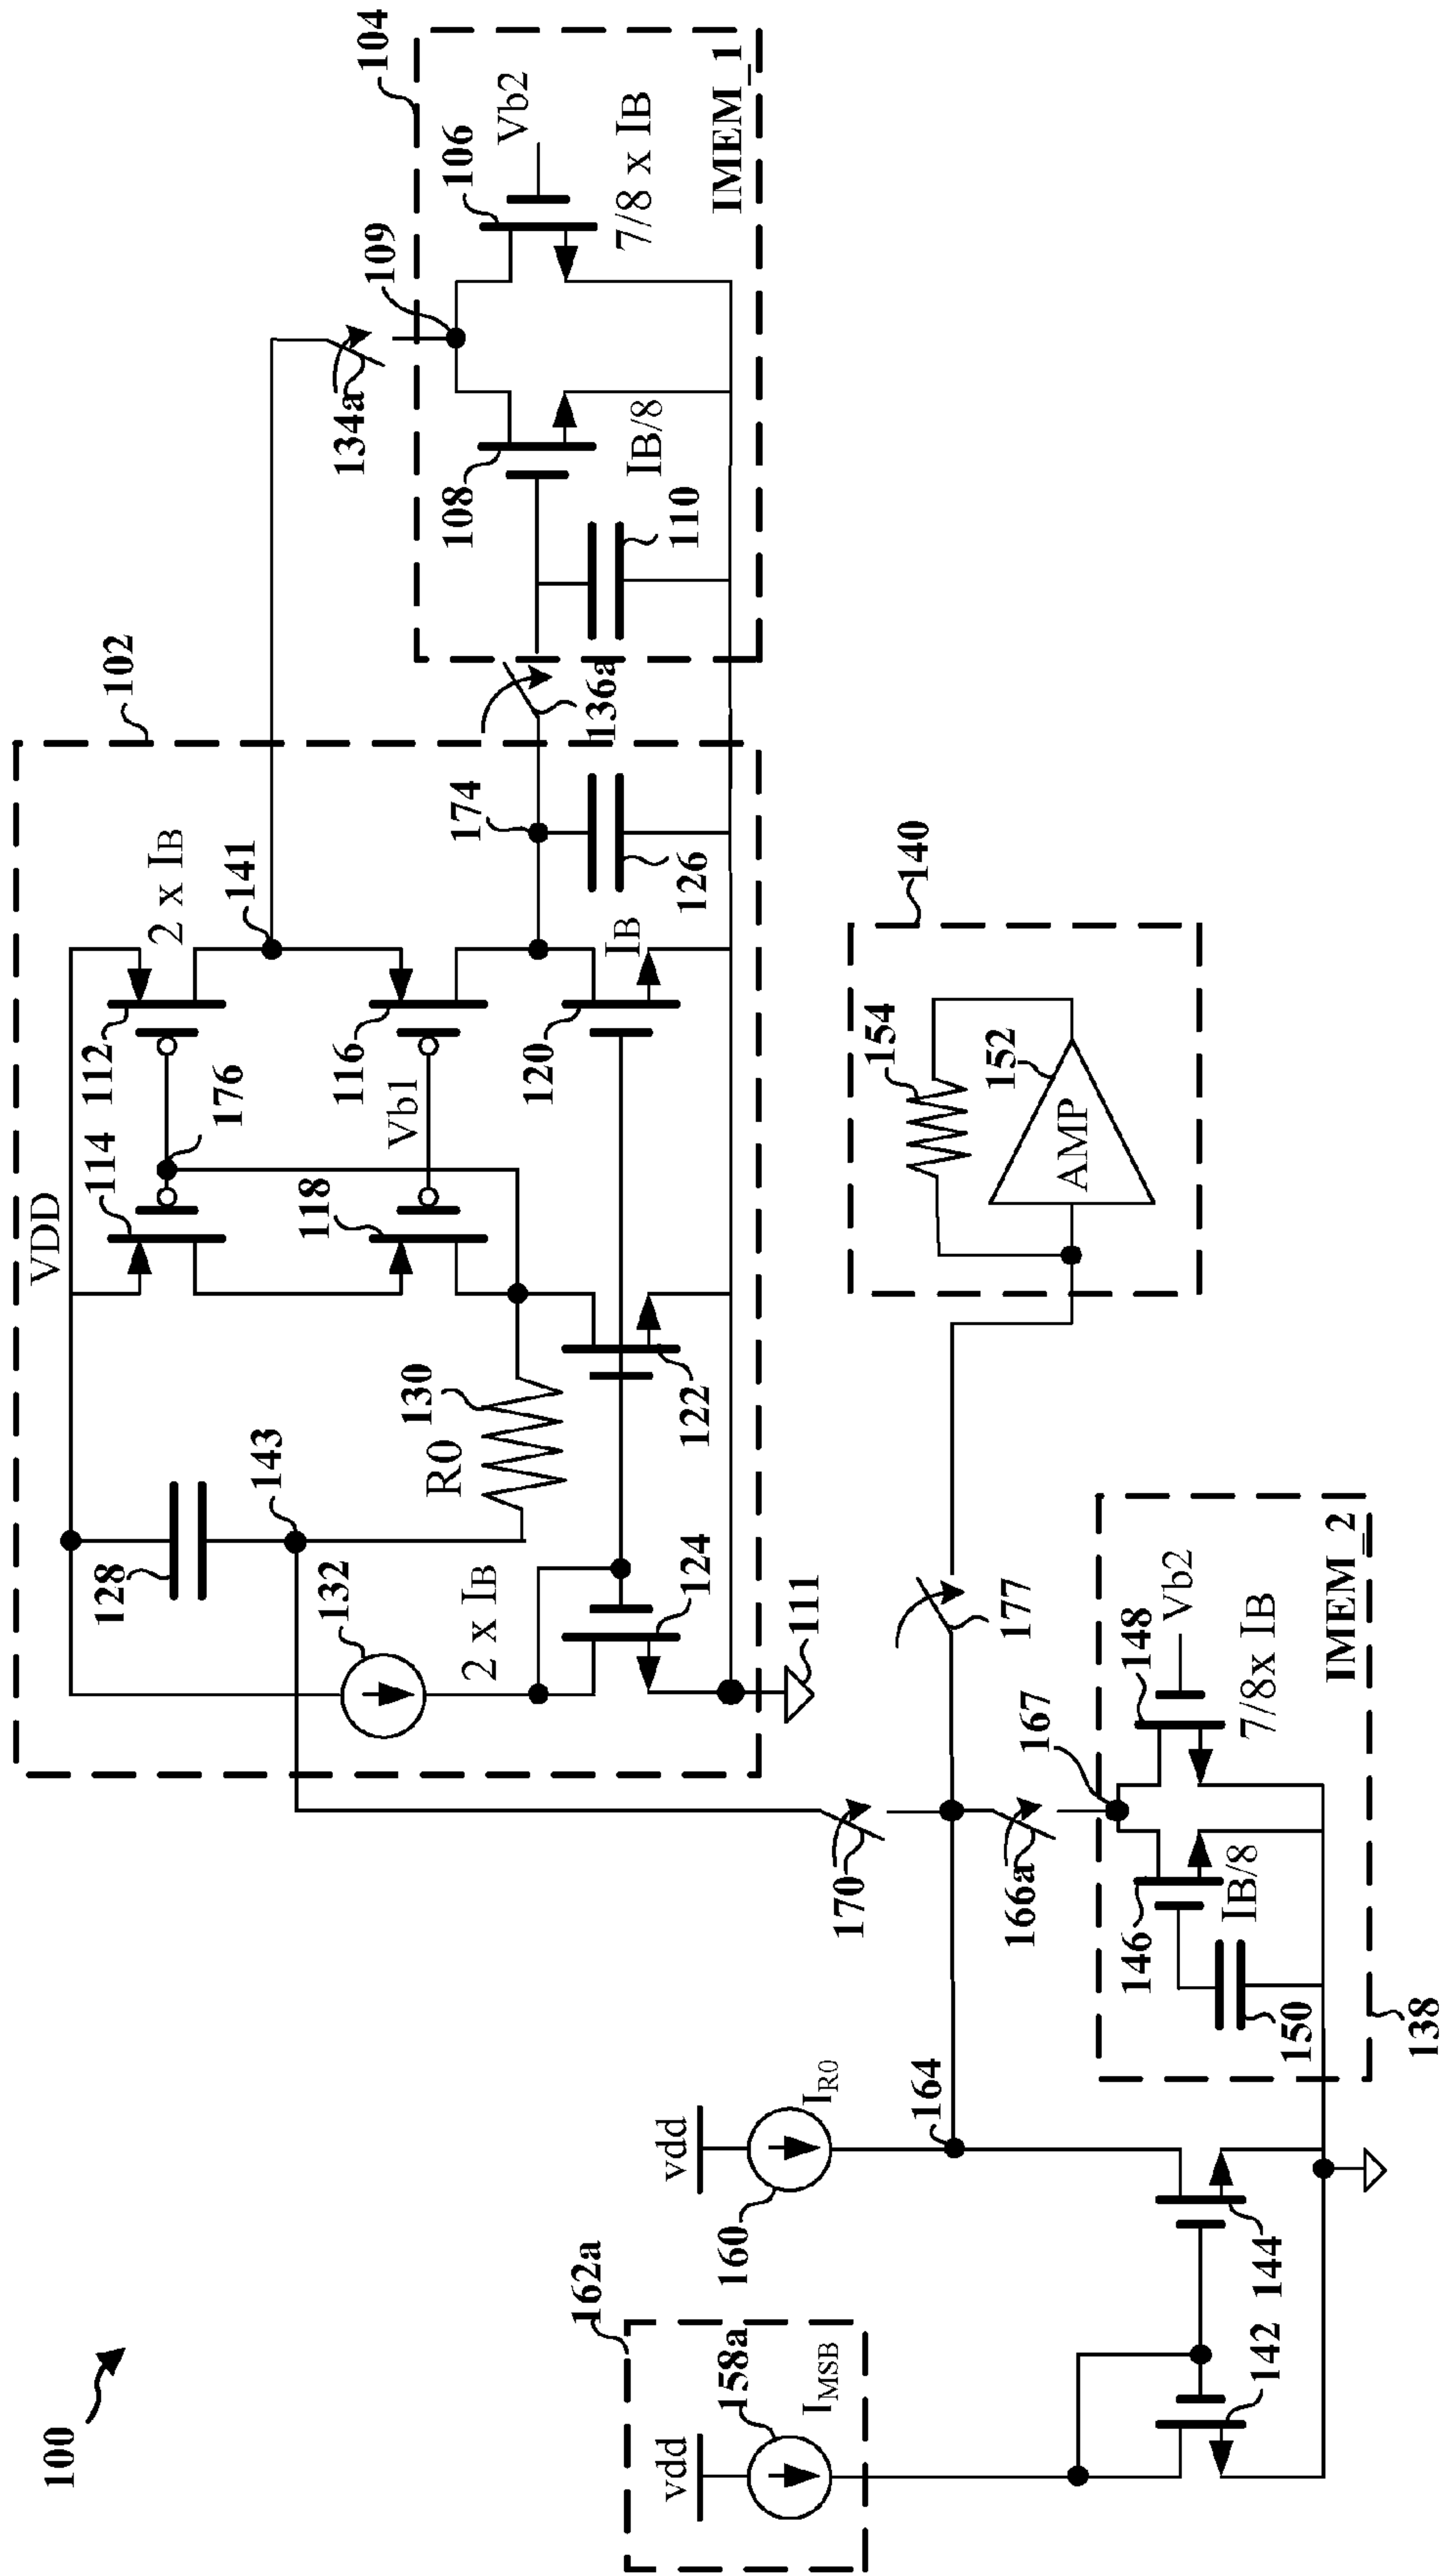 100
102
VDD
114
112
2 x IB
176
141
128
143
118
116
Vb1
132
130
R0
2 x IB
124
122
120
IB
174
126
111
134a
136a
104
109
108
106
Vb2
IB/8
7/8 x IB
110
IMEM_1
140
154
152
AMP
177
170
166a
167
146
148
Vb2
IB/8
7/8x IB
150
IMEM_2
138
162a
vdd
158a
IMSB
vdd
160
IR0
164
142
144